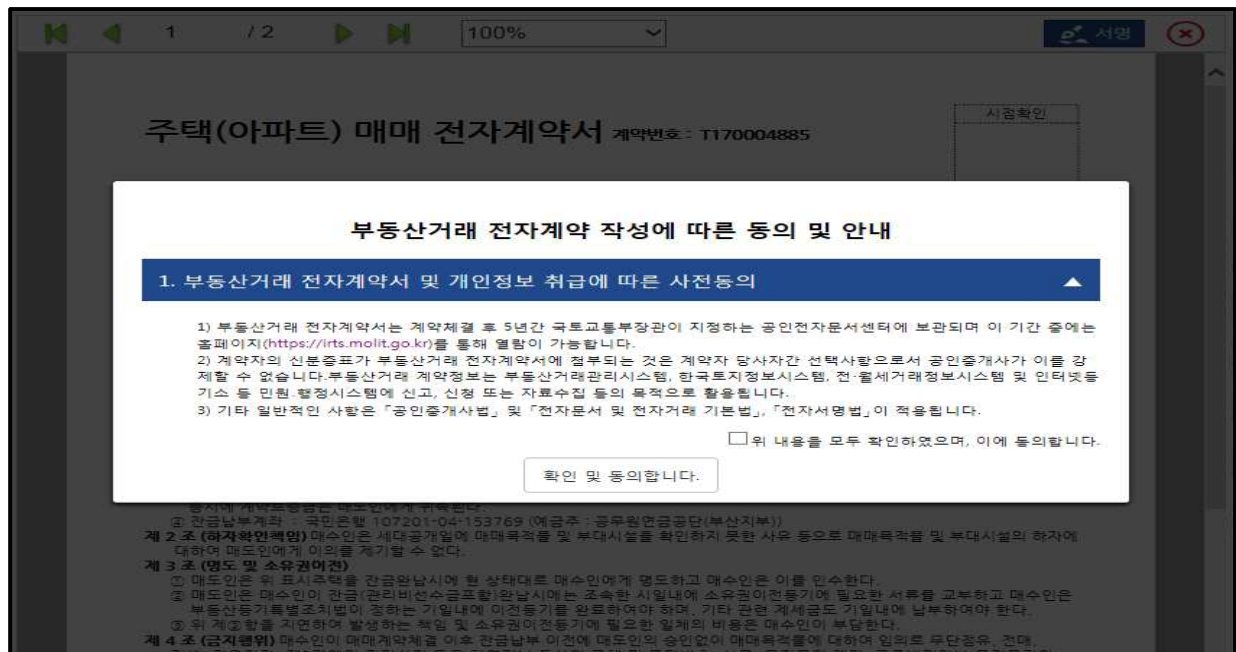 1 / 2 100% 서명
주택(아파트) 매매 전자계약서 계약번호 : T170004885
시점확인
부동산거래 전자계약 작성에 따른 동의 및 안내
1. 부동산거래 전자계약서 및 개인정보 취급에 따른 사전동의
1) 부동산거래 전자계약서는 계약체결 후 5년간 국토교통부장관이 지정하는 공인전자문서센터에 보관되며 이 기간 중에는
홈페이지(https://irts.molit.go.kr)를 통해 열람이 가능합니다.
2) 계약자의 신분증표가 부동산거래 전자계약서에 첨부되는 것은 계약자 당사자간 선택사항으로서 공인중개사가 이를 강
제할 수 없습니다.부동산거래 계약정보는 부동산거래관리시스템, 한국토지정보시스템, 전·월세거래정보시스템 및 인터넷등
기소 등 민원·행정시스템에 신고, 신청 또는 자료수집 등의 목적으로 활용됩니다.
3) 기타 일반적인 사항은 「공인중개사법」 및 「전자문서 및 전자거래 기본법」, 「전자서명법」이 적용됩니다.
위 내용을 모두 확인하였으며, 이에 동의합니다.
확인 및 동의합니다.
동시에 계약보증금은 매도인에게 귀속된다.
② 잔금납부계좌 : 국민은행 107201-04-153769 (예금주 : 공무원연금공단(부산지부))
제 2 조 (하자확인책임) 매수인은 세대공개일에 매매목적물 및 부대시설을 확인하지 못한 사유 등으로 매매목적물 및 부대시설의 하자에
대하여 매도인에게 이의를 제기할 수 없다.
제 3 조 (명도 및 소유권이전)
① 매도인은 위 표시주택을 잔금완납시에 현 상태대로 매수인에게 명도하고 매수인은 이를 인수한다.
② 매도인은 매수인이 잔금(관리비선수금포함)완납시에는 조속한 시일내에 소유권이전등기에 필요한 서류를 교부하고 매수인은
부동산등기특별조치법이 정하는 기일내에 이전등기를 완료하여야 하며, 기타 관련 제세금도 기일내에 납부하여야 한다.
③ 위 제②항을 지연하여 발생하는 책임 및 소유권이전등기에 필요한 일체의 비용은 매수인이 부담한다.
제 4 조 (금지행위) 매수인이 매매계약체결 이후 잔금납부 이전에 매도인의 승인없이 매매목적물에 대하여 임의로 무단점유, 전매